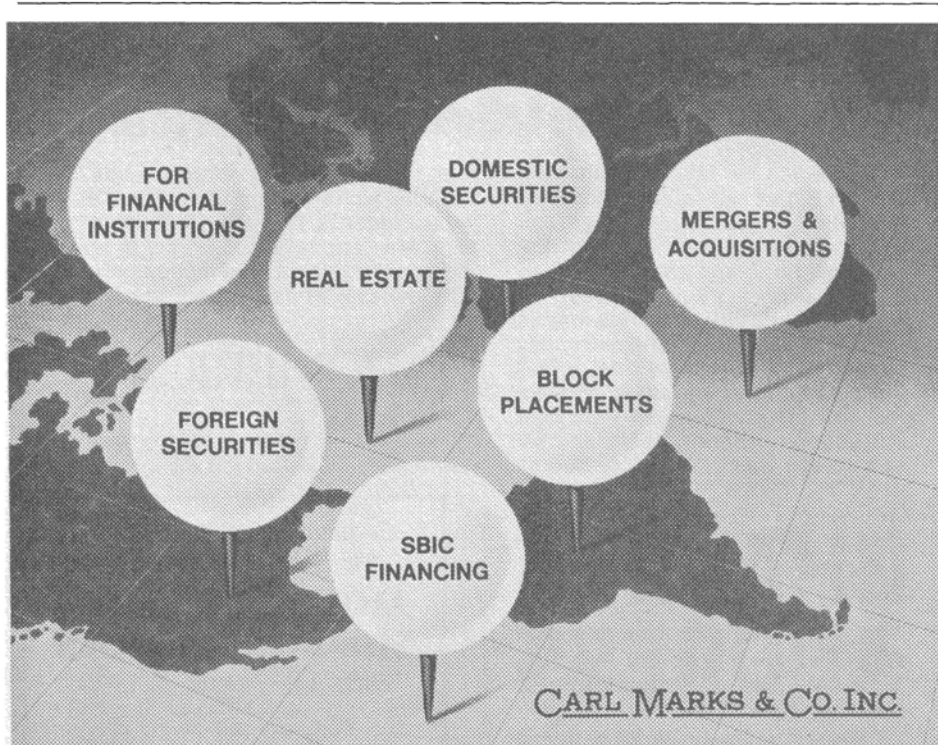 FOR
FINANCIAL
INSTITUTIONS
DOMESTIC
SECURITIES
MERGERS &
ACQUISITIONS
REAL ESTATE
BLOCK
PLACEMENTS
FOREIGN
SECURITIES
SBIC
FINANCING
CARL MARKS & CO. INC.